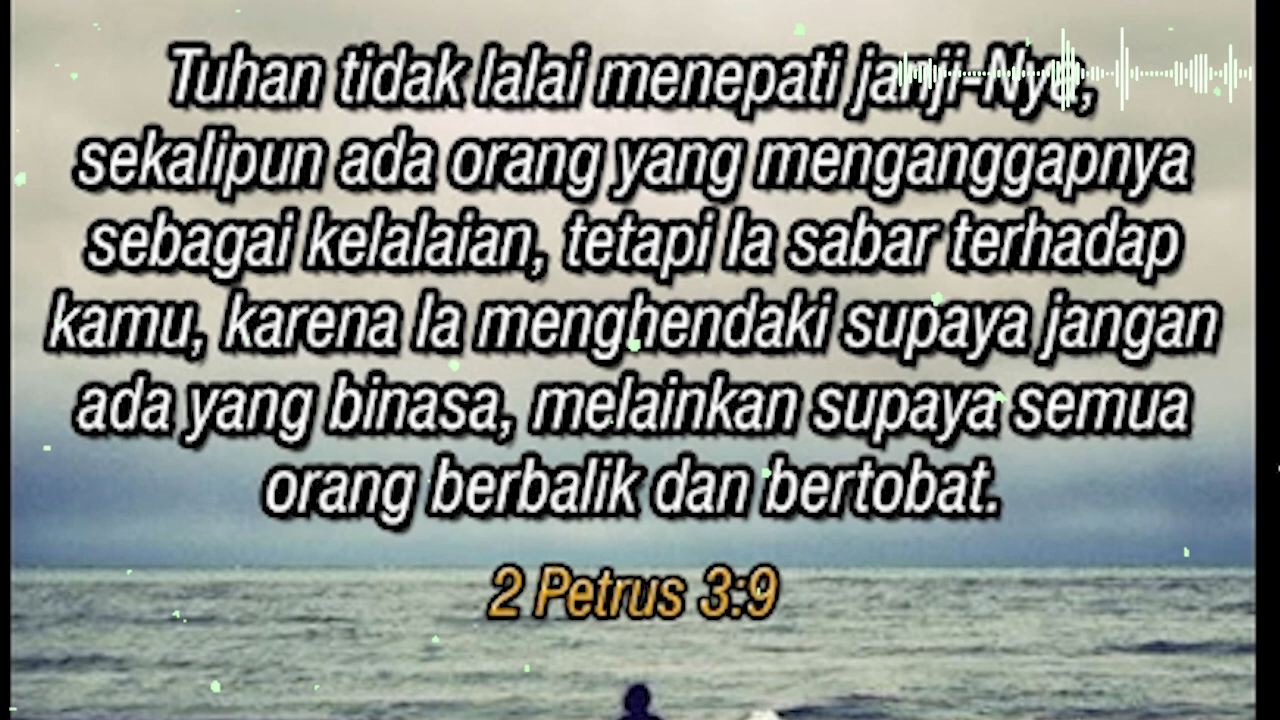 Tuhan tidak lalai menepati janji-Nya,
sekalipun ada orang yang menganggapnya
sebagai kelalaian, tetapi Ia sabar terhadap
kamu, karena Ia menghendaki supaya jangan
ada yang binasa, melainkan supaya semua
orang berbalik dan bertobat.
2 Petrus 3:9